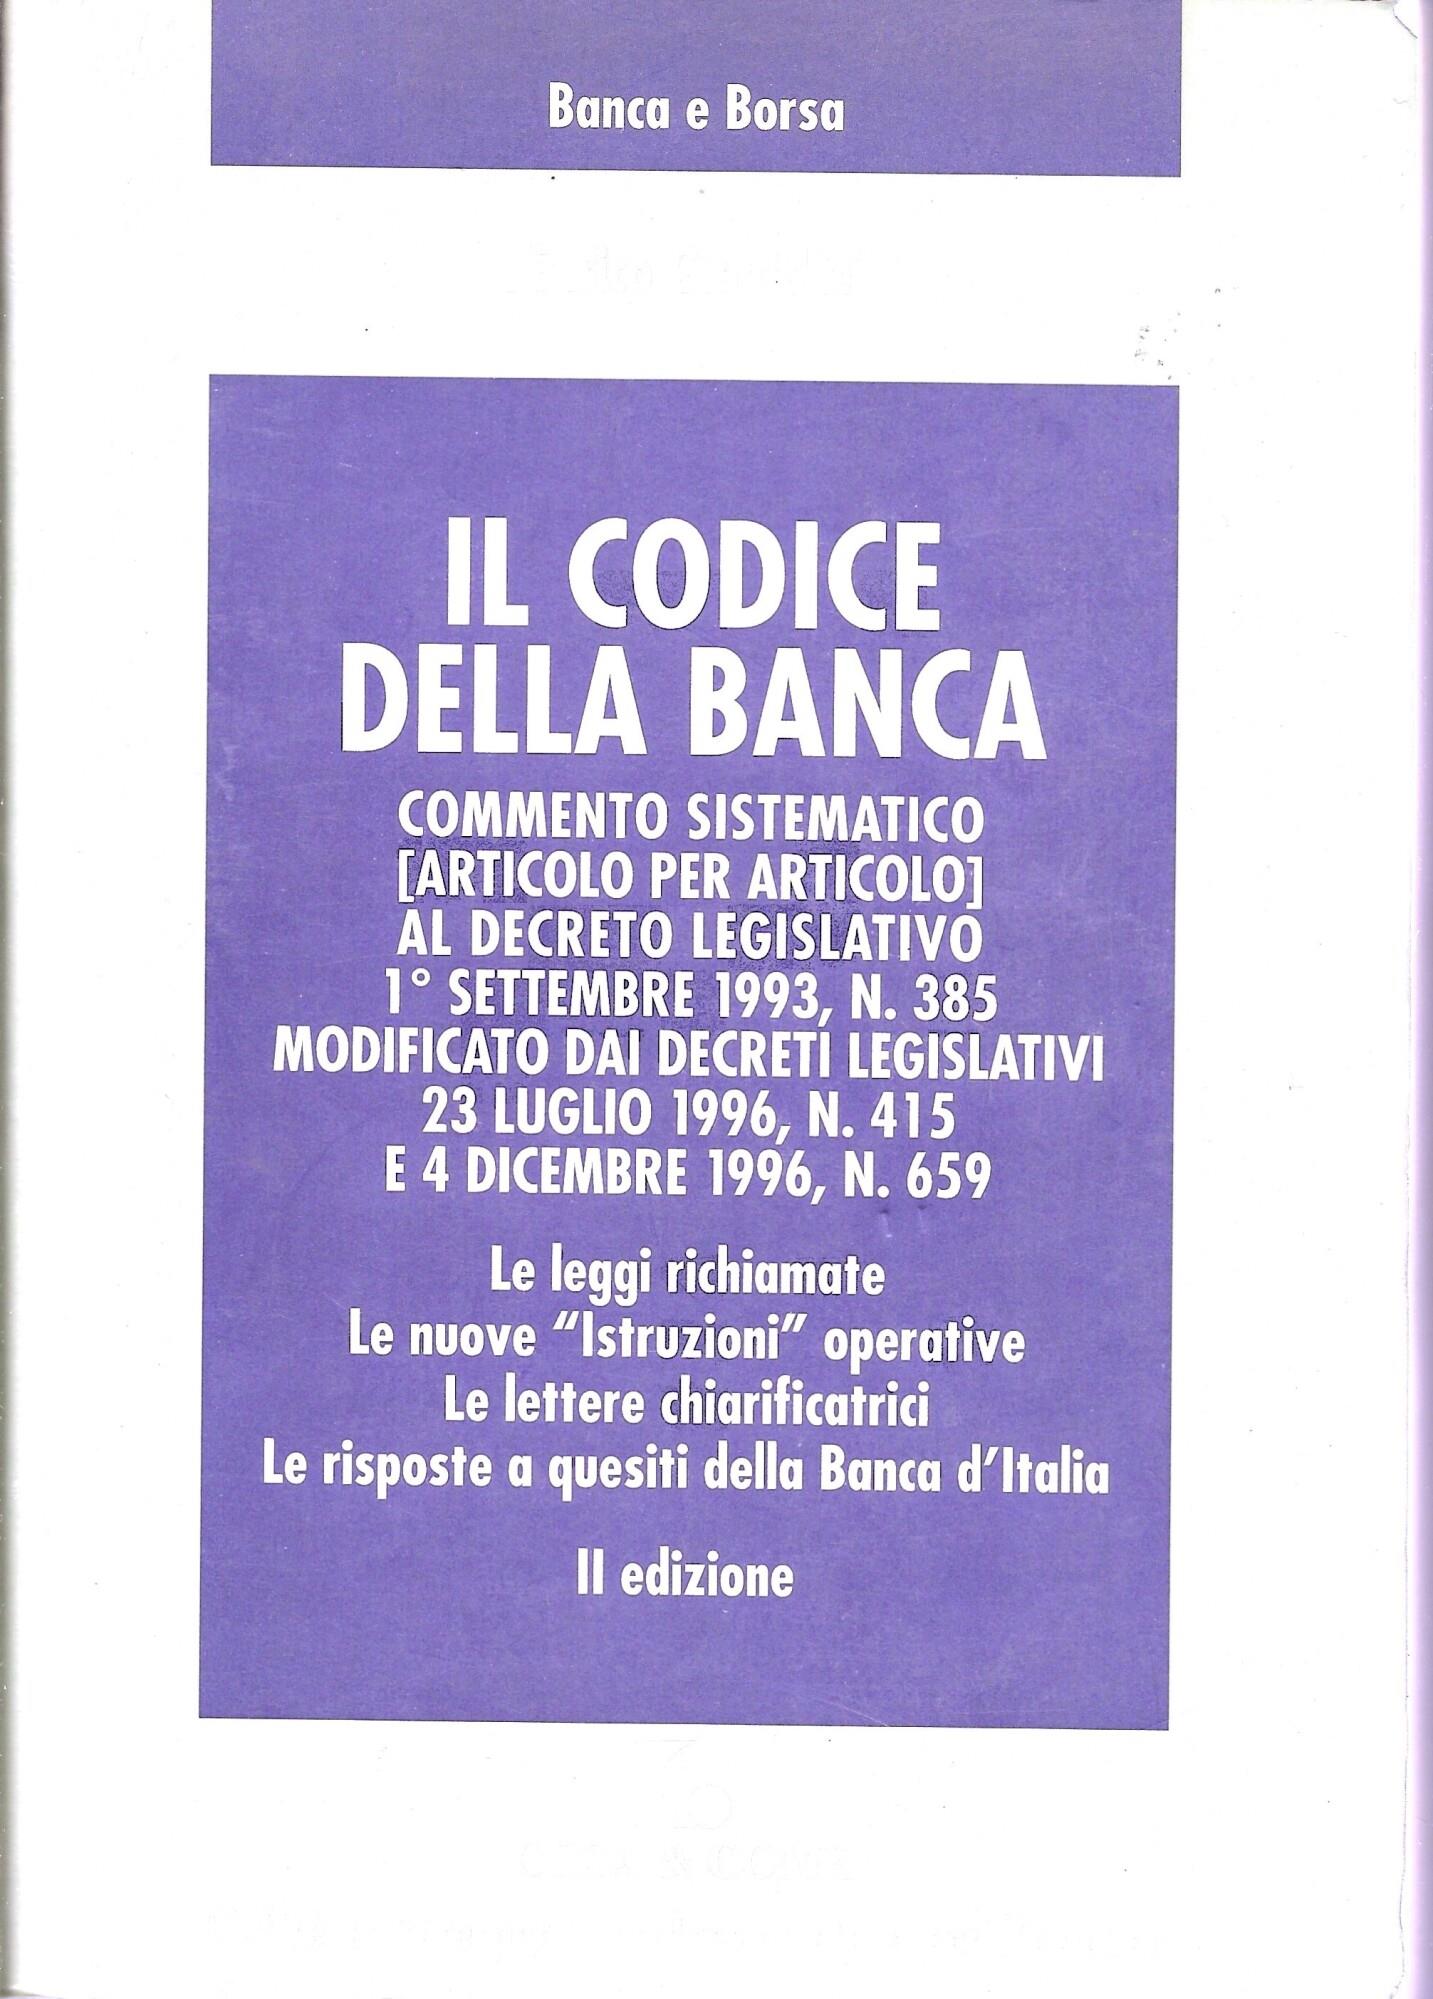 Banca e Borsa
IL CODICE
DELLA BANCA
COMMENTO SISTEMATICO
[ARTICOLO PER ARTICOLO]
AL DECRETO LEGISLATIVO
1° SETTEMBRE 1993, N. 385
MODIFICATO DAI DECRETI LEGISLATIVI
23 LUGLIO 1996, N. 415
E 4 DICEMBRE 1996, N. 659
Le leggi richiamate
Le nuove "Istruzioni" operative
Le lettere chiarificatrici
Le risposte a quesiti della Banca d'Italia
II edizione